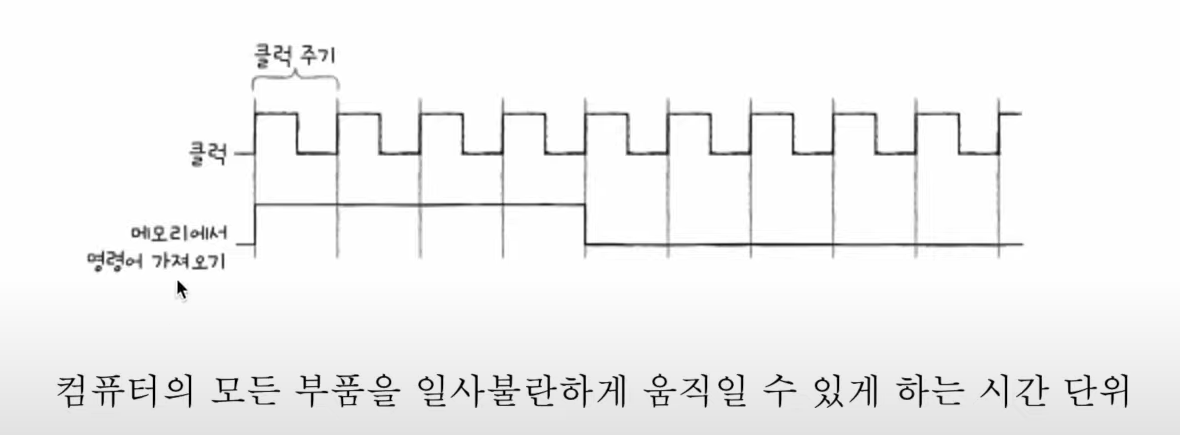 클럭 주기
클럭
메모리에서
명령어 가져오기
컴퓨터의 모든 부품을 일사불란하게 움직일 수 있게 하는 시간 단위